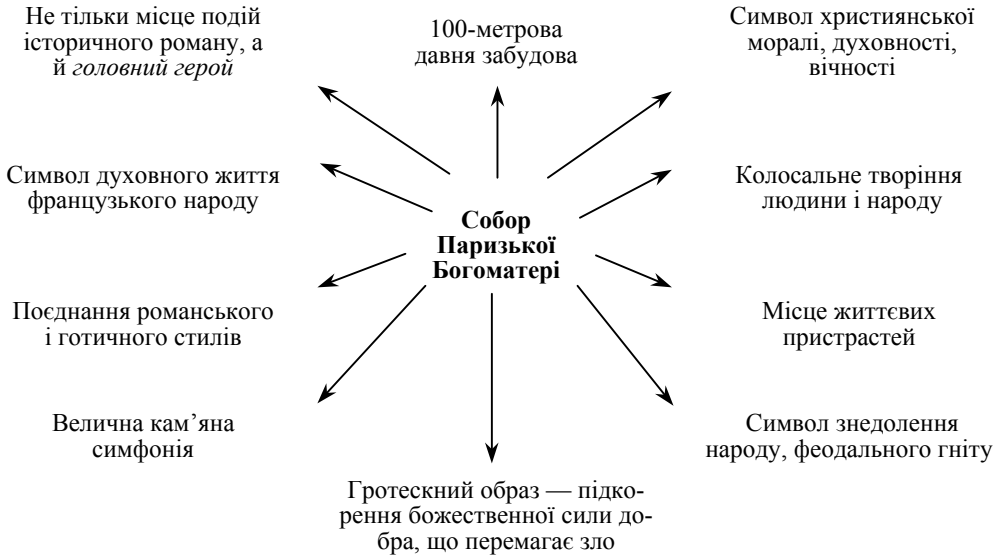 Не тільки місце подій
історичного роману, а
й головний герой
100-метрова
давня забудова
Символ християнської
моралі, духовності,
вічності
Символ духовного життя
французького народу
Колосальне творіння
людини і народу
Собор
Паризької
Богоматері
Поєднання романського
і готичного стилів
Місце життєвих
пристрастей
Велична кам’яна
симфонія
Символ знедолення
народу, феодального гніту
Гротескний образ — підко-
рення божественної сили до-
бра, що перемагає зло